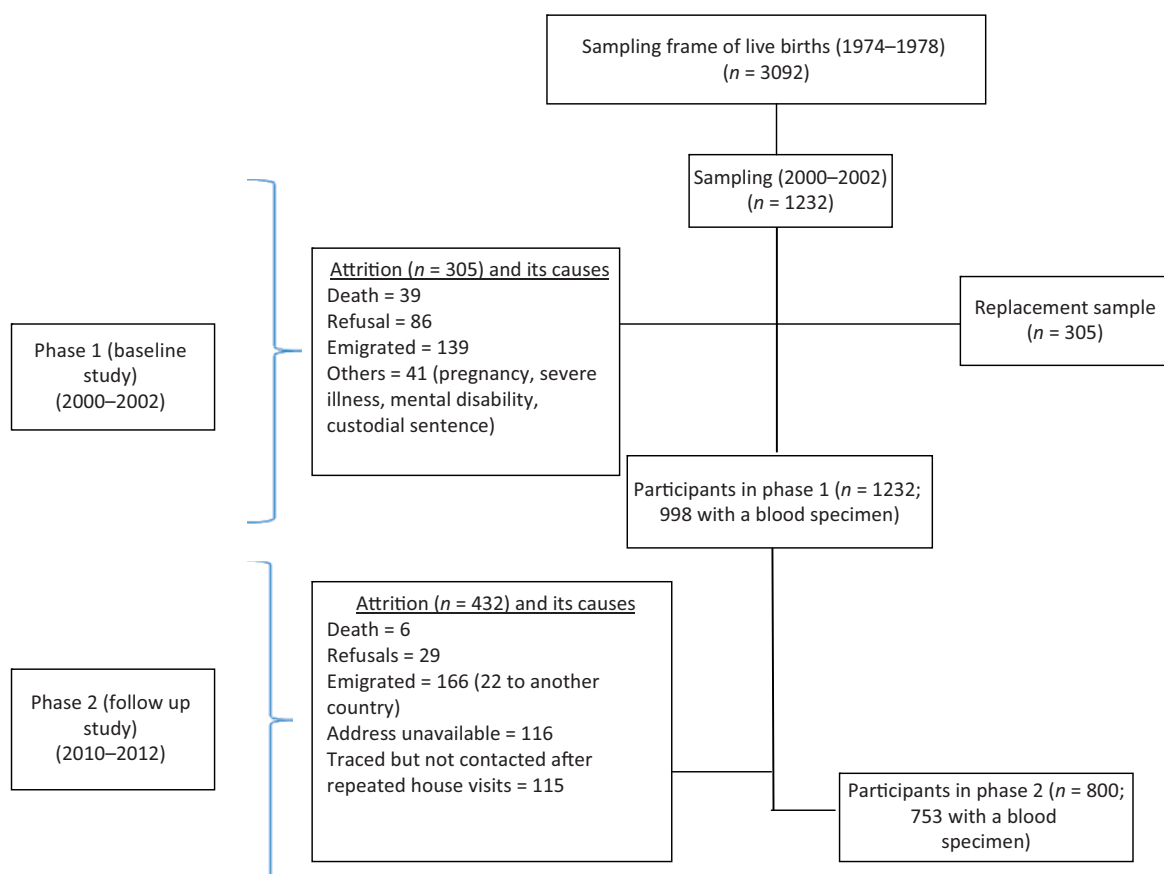 Sampling frame of live births (1974–1978)
(n = 3092)
Sampling (2000–2002)
(n = 1232)
Attrition (n = 305) and its causes
Death = 39
Refusal = 86
Emigrated = 139
Others = 41 (pregnancy, severe
illness, mental disability,
custodial sentence)
Replacement sample
(n = 305)
Phase 1 (baseline
study)
(2000–2002)
Participants in phase 1 (n = 1232;
998 with a blood specimen)
Attrition (n = 432) and its causes
Death = 6
Refusals = 29
Emigrated = 166 (22 to another
country)
Address unavailable = 116
Traced but not contacted after
repeated house visits = 115
Phase 2 (follow up
study)
(2010–2012)
Participants in phase 2 (n = 800;
753 with a blood
specimen)